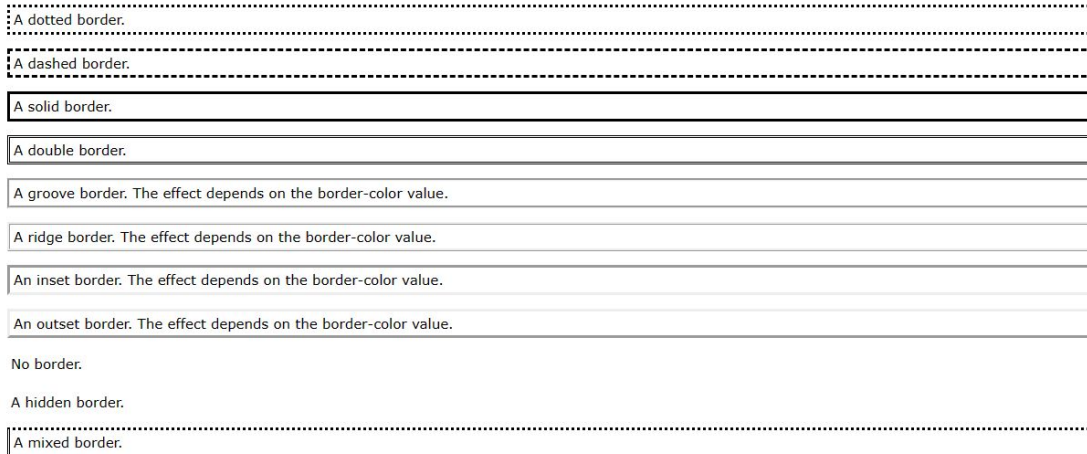 A dotted border.
A dashed border.
A solid border.
A double border.
A groove border. The effect depends on the border-color value.
A ridge border. The effect depends on the border-color value.
An inset border. The effect depends on the border-color value.
An outset border. The effect depends on the border-color value.
No border.
A hidden border.
A mixed border.